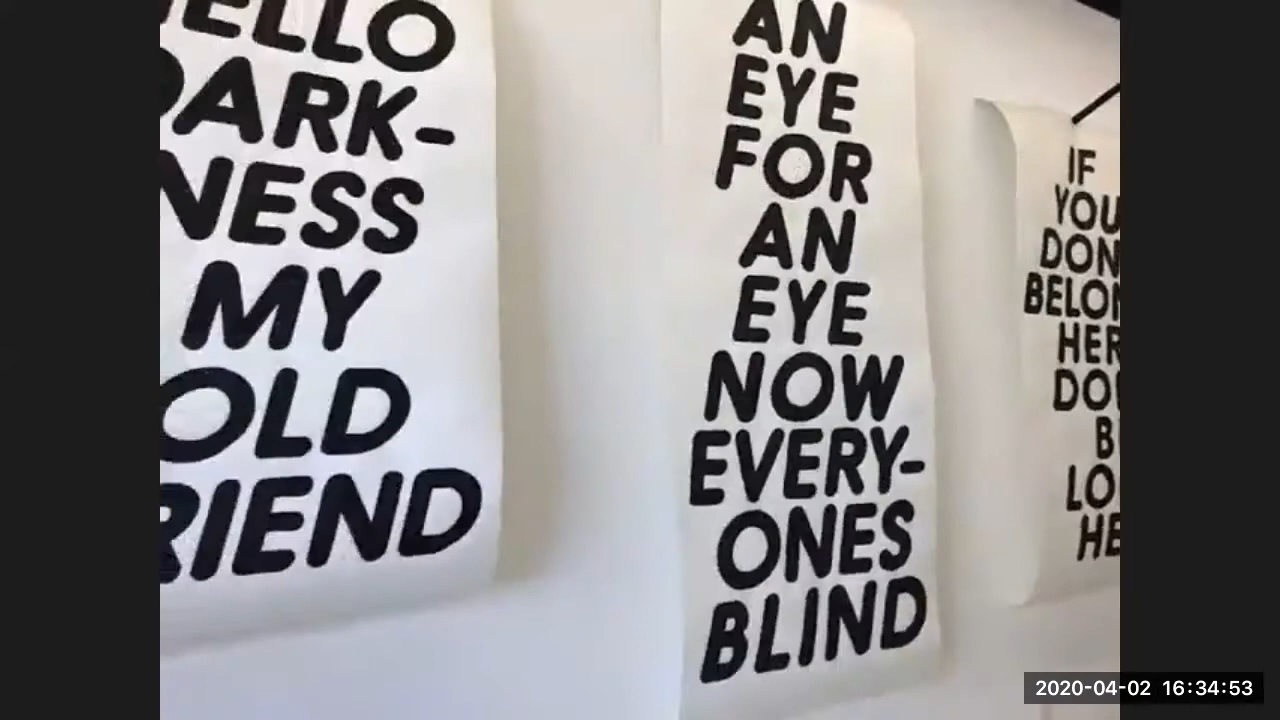 ELLO
DARK-
NESS
MY
OLD
RIEND
AN
EYE
FOR
AN
EYE
NOW
EVERY-
ONES
BLIND
IF
YOU
DON
BELON
HER
DO
B
LO
HE
2020-04-02 16:34:53